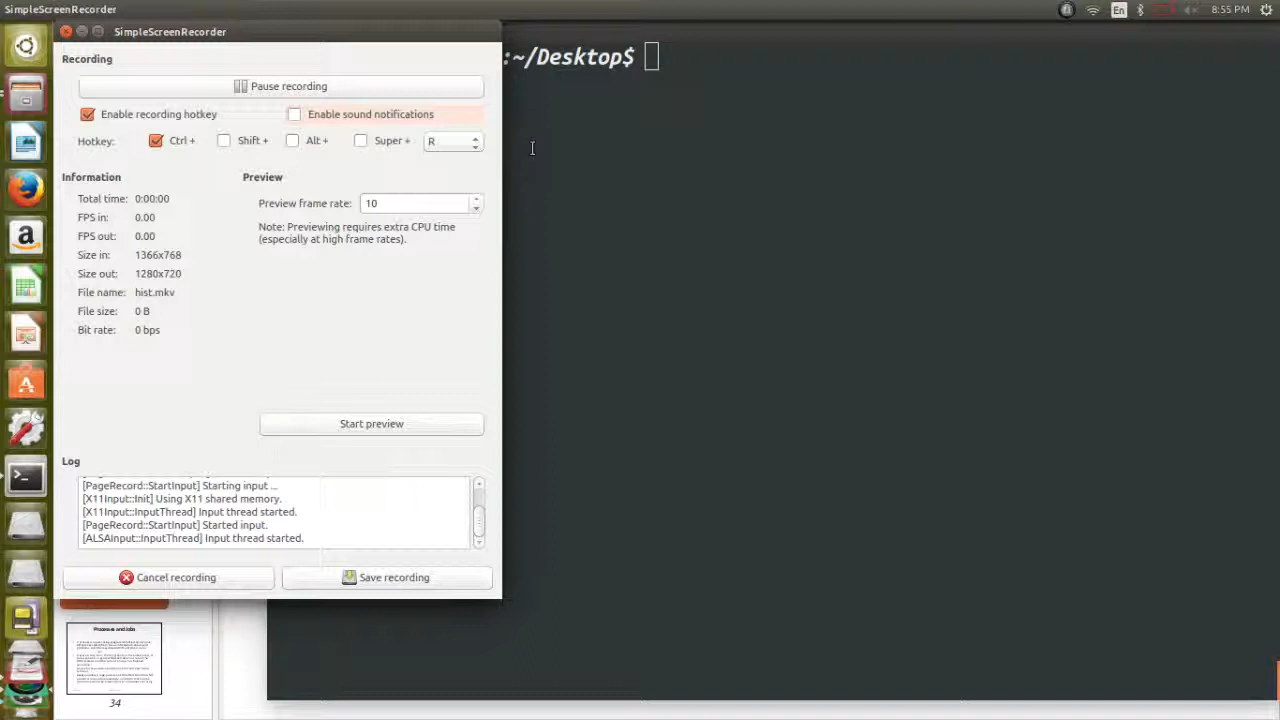 SimpleScreenRecorder
En
8:55 PM
SimpleScreenRecorder
:~/Desktop$
Recording
Pause recording
Enable recording hotkey
Enable sound notifications
Hotkey:
Ctrl +
Shift +
Alt +
Super +
R
Information
Preview
Total time: 0:00:00
FPS in: 0.00
FPS out: 0.00
Size in: 1366x768
Size out: 1280x720
File name: hist.mkv
File size: 0 B
Bit rate: 0 bps
Preview frame rate: 10
Note: Previewing requires extra CPU time
(especially at high frame rates).
Start preview
Log
[PageRecord::StartInput] Starting input ...
[X11Input::Init] Using X11 shared memory.
[X11Input::InputThread] Input thread started.
[PageRecord::StartInput] Started input.
[ALSAInput::InputThread] Input thread started.
Cancel recording
Save recording
Processes and Jobs
34